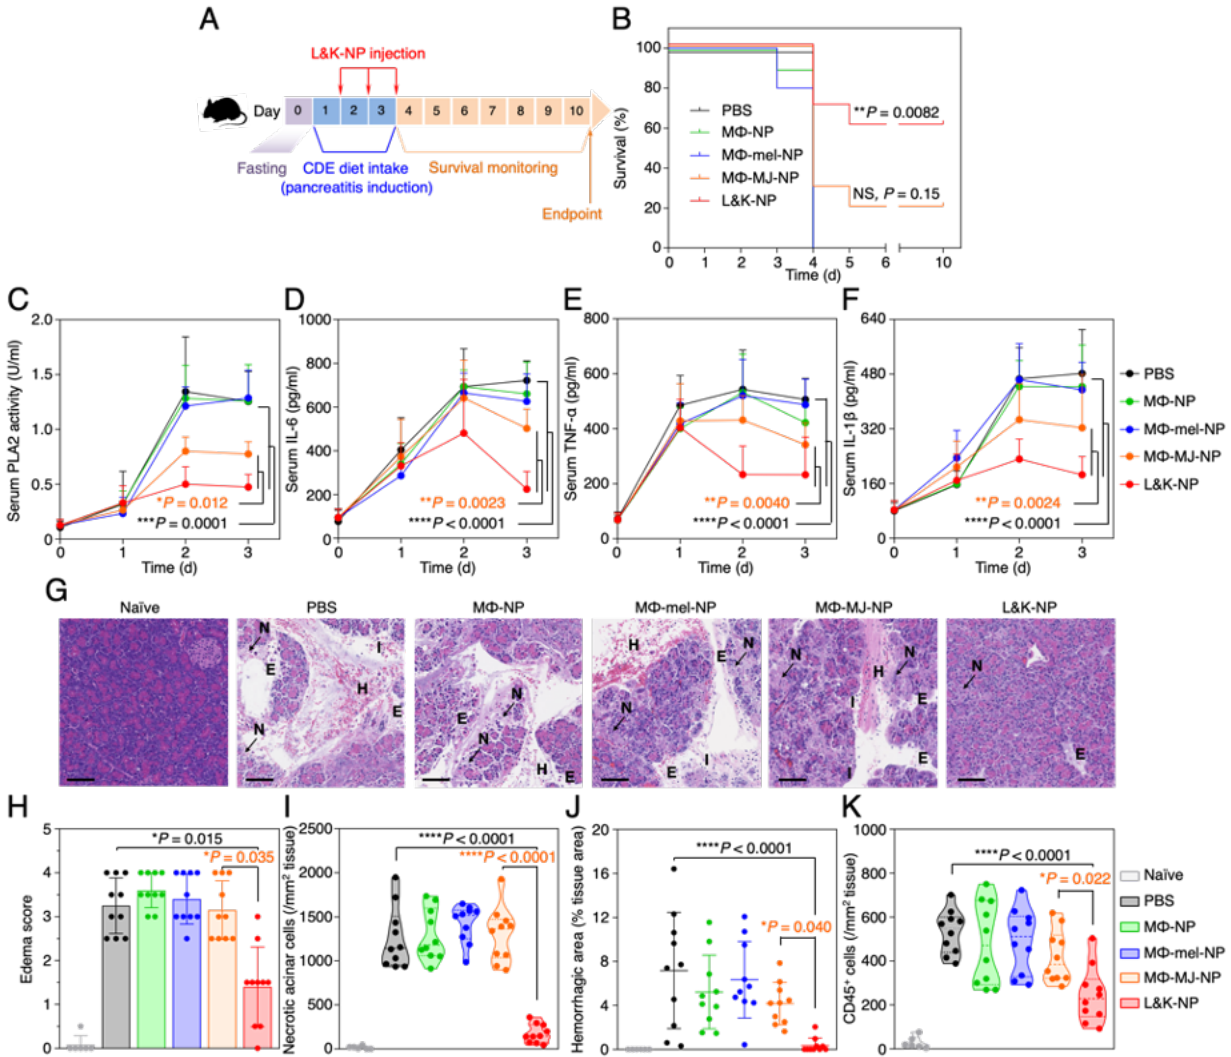 A
L&K-NP injection
Day 0 1 2 3 4 5 6 7 8 9 10
Fasting
CDE diet intake
(pancreatitis induction)
Survival monitoring
Endpoint
B
Survival (%)
100
80
60
40
20
0
PBS
MΦ-NP
MΦ-mel-NP
MΦ-MJ-NP
L&K-NP
**P = 0.0082
NS, P = 0.15
0 1 2 3 4 5 6 10
Time (d)
C
Serum PLA2 activity (U/ml)
2.0
1.5
1.0
0.5
0
*P = 0.012
***P = 0.0001
0 1 2 3
Time (d)
D
Serum IL-6 (pg/ml)
1000
800
600
400
200
0
**P = 0.0023
****P < 0.0001
0 1 2 3
Time (d)
E
Serum TNF-α (pg/ml)
800
600
400
200
0
**P = 0.0040
****P < 0.0001
0 1 2 3
Time (d)
F
Serum IL-1β (pg/ml)
640
480
320
160
0
**P = 0.0024
****P < 0.0001
0 1 2 3
Time (d)
PBS
MΦ-NP
MΦ-mel-NP
MΦ-MJ-NP
L&K-NP
G
Naïve PBS MΦ-NP MΦ-mel-NP MΦ-MJ-NP L&K-NP
N I E H E N
N E N H E
H E N N I E
N H N I E I E
N E
H
Edema score
5
4
3
2
1
0
*P = 0.015
*P = 0.035
I
Necrotic acinar cells (/mm² tissue)
2500
2000
1500
1000
500
0
****P < 0.0001
****P < 0.0001
J
Hemorrhagic area (% tissue area)
20
16
12
8
4
0
****P < 0.0001
*P = 0.040
K
CD45⁺ cells (/mm² tissue)
1000
800
600
400
200
0
****P < 0.0001
*P = 0.022
Naïve
PBS
MΦ-NP
MΦ-mel-NP
MΦ-MJ-NP
L&K-NP